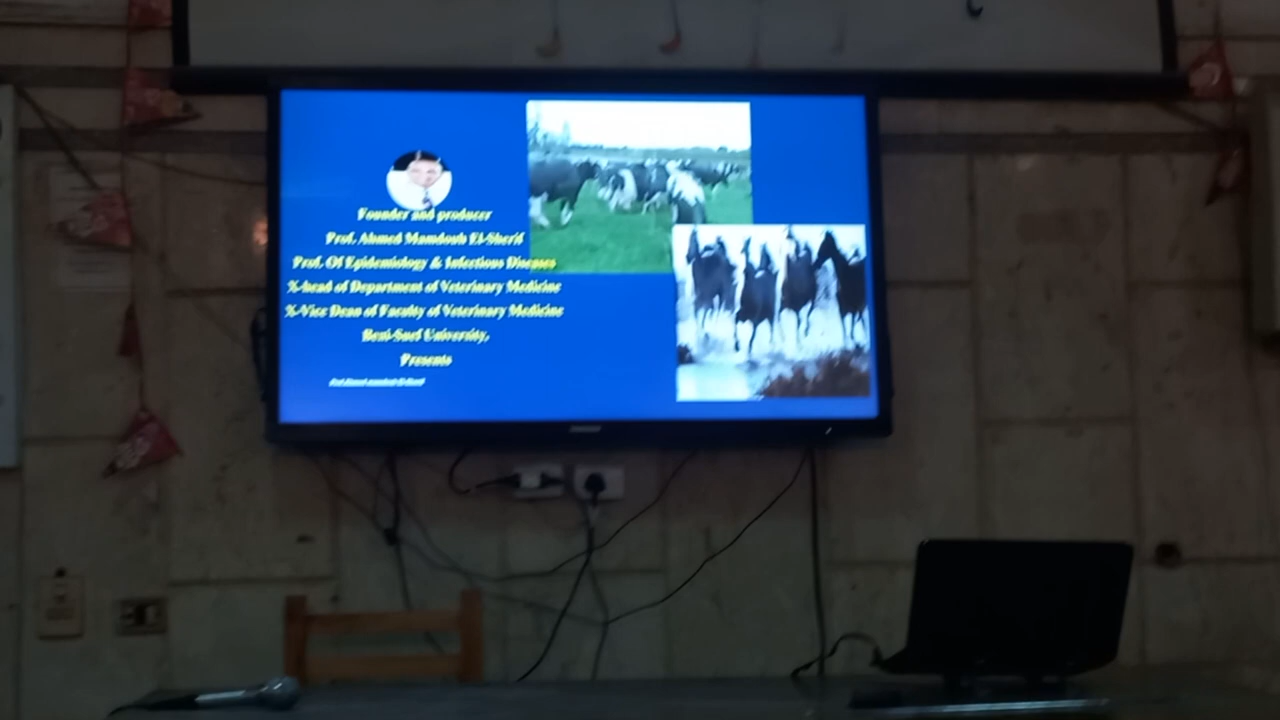 Founder and producer
Prof. Ahmed Mamdouh El-Sherif
Prof. Of Epidemiology & Infectious Diseases
X-head of Department of Veterinary Medicine
X-Vice Dean of Faculty of Veterinary Medicine
Beni-Suef University,
Presents